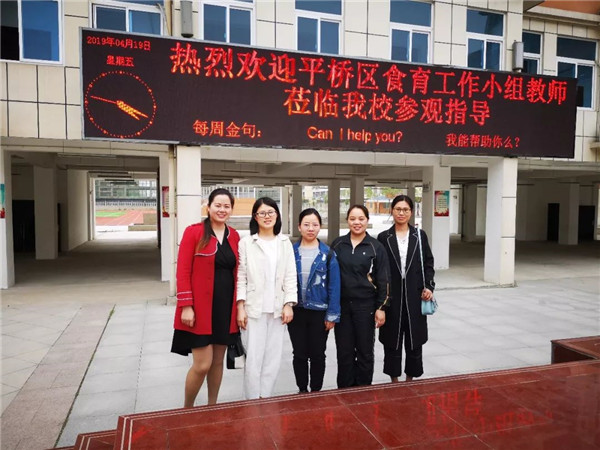 2019年04月19日
星期五
热烈欢迎平桥区食育工作小组教师
莅临我校参观指导
每周金句： Can I help you? 我能帮助你么?